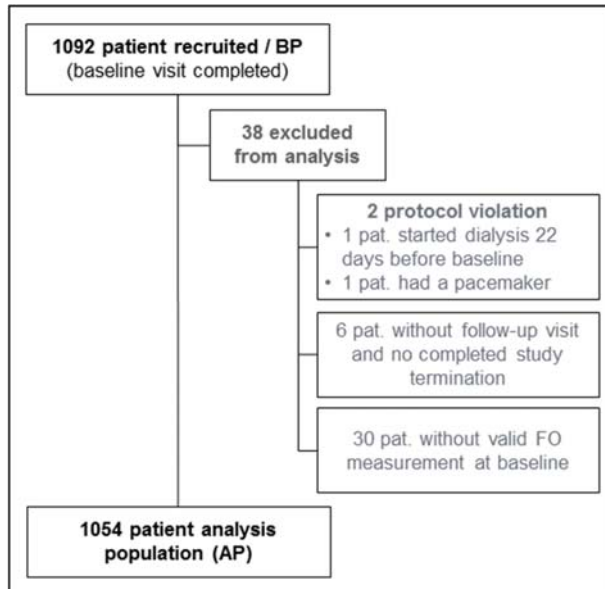 1092 patient recruited / BP
(baseline visit completed)
38 excluded
from analysis
2 protocol violation
• 1 pat. started dialysis 22
days before baseline
• 1 pat. had a pacemaker
6 pat. without follow-up visit
and no completed study
termination
30 pat. without valid FO
measurement at baseline
1054 patient analysis
population (AP)